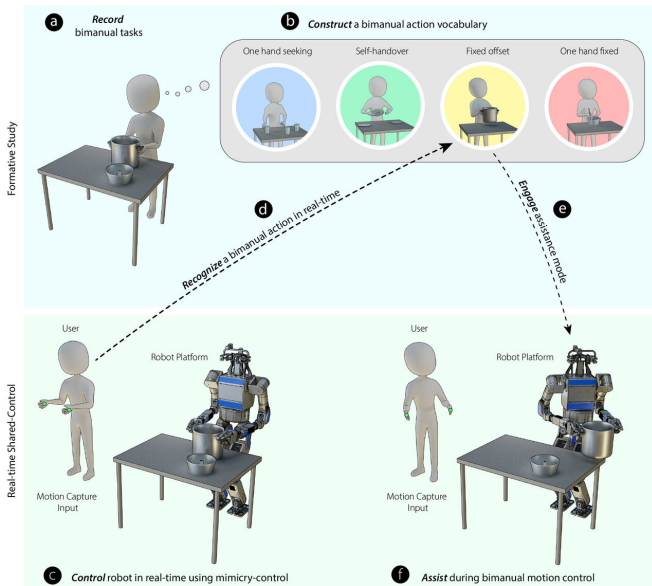 a Record
bimanual tasks
b Construct a bimanual action vocabulary
One hand seeking
Self-handover
Fixed offset
One hand fixed
Formative Study
d
Recognize a bimanual action in real-time
Engage assistance mode
e
Real-time Shared-Control
User
Robot Platform
Motion Capture
Input
c Control robot in real-time using mimicry-control
User
Robot Platform
Motion Capture
Input
f Assist during bimanual motion control